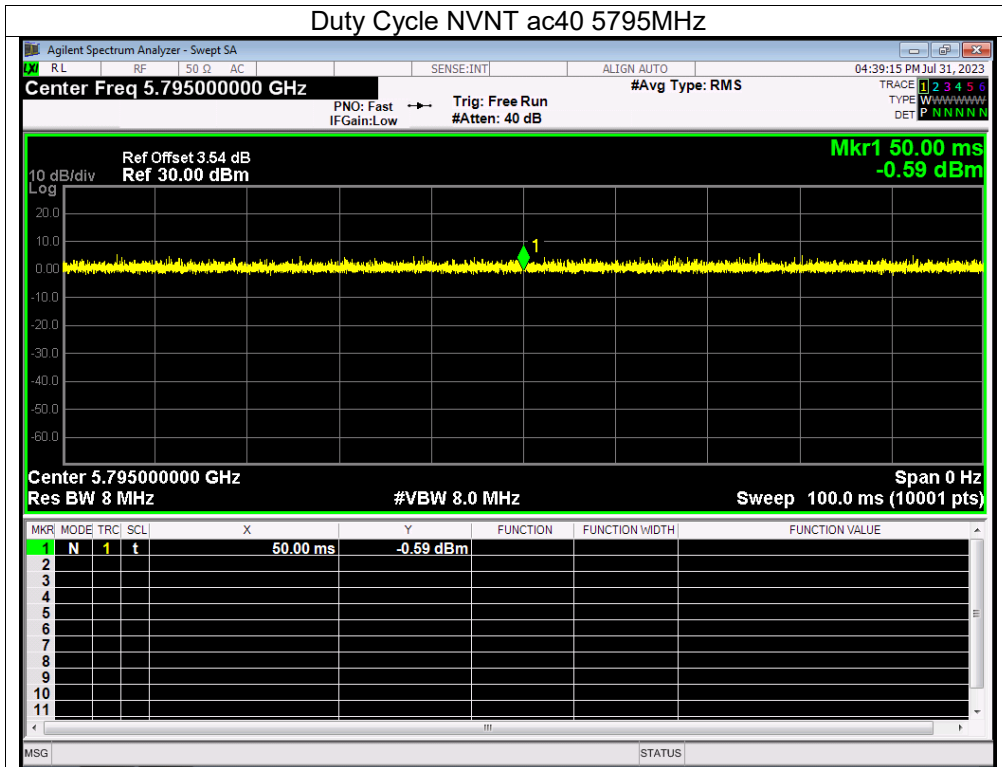 Duty Cycle NVNT ac40 5795MHz
Agilent Spectrum Analyzer - Swept SA
LXI RL RF 50 Ω AC SENSE:INT ALIGN AUTO 04:39:15 PM Jul 31, 2023
Center Freq 5.795000000 GHz #Avg Type: RMS TRACE 1 2 3 4 5 6
PNO: Fast Trig: Free Run TYPE WWWWWW
IFGain:Low #Atten: 40 dB DET P N N N N N
Mkr1 50.00 ms
Ref Offset 3.54 dB
10 dB/div Ref 30.00 dBm -0.59 dBm
Log
20.0
10.0
1
0.00
-10.0
-20.0
-30.0
-40.0
-50.0
-60.0
Center 5.795000000 GHz Span 0 Hz
Res BW 8 MHz #VBW 8.0 MHz Sweep 100.0 ms (10001 pts)
MKR MODE TRC SCL X Y FUNCTION FUNCTION WIDTH FUNCTION VALUE
1 N 1 t 50.00 ms -0.59 dBm
2
3
4
5
6
7
8
9
10
11
MSG STATUS